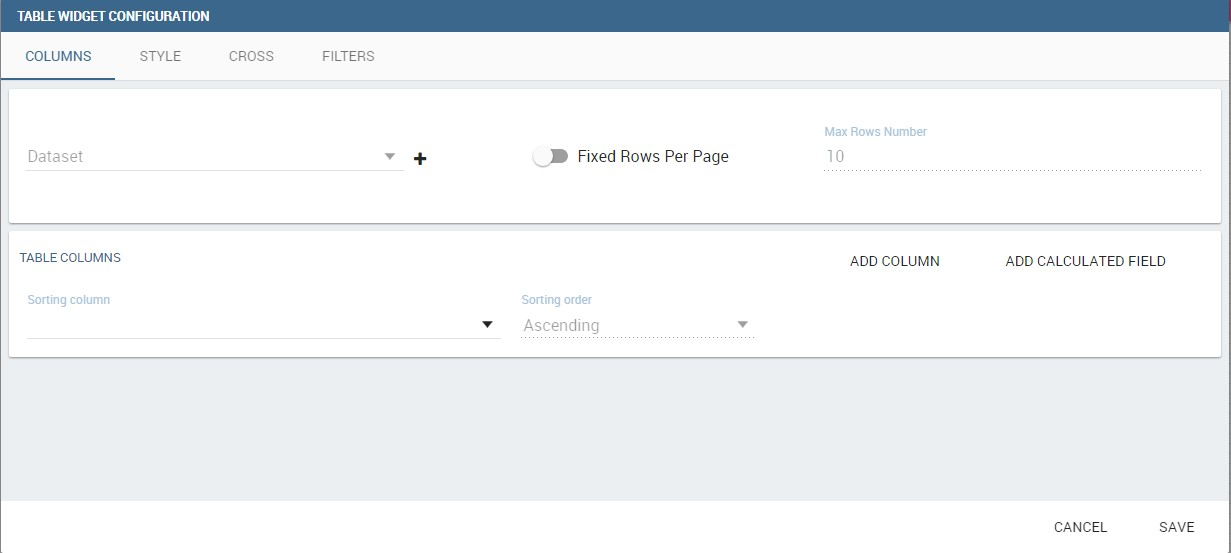 TABLE WIDGET CONFIGURATION
COLUMNS STYLE CROSS FILTERS
Max Rows Number
Dataset Fixed Rows Per Page 10
TABLE COLUMNS ADD COLUMN ADD CALCULATED FIELD
Sorting column Sorting order
Ascending
CANCEL SAVE